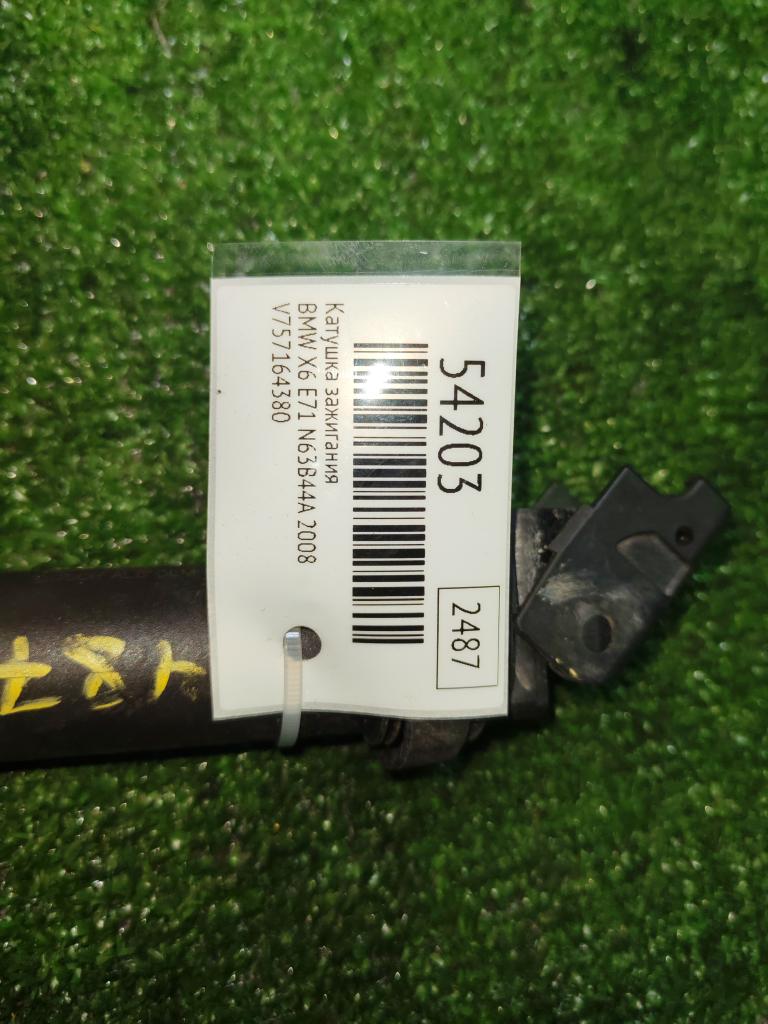 54203
2487
Катушка зажигания
BMW X6 E71 N63B44A 2008
V757164380